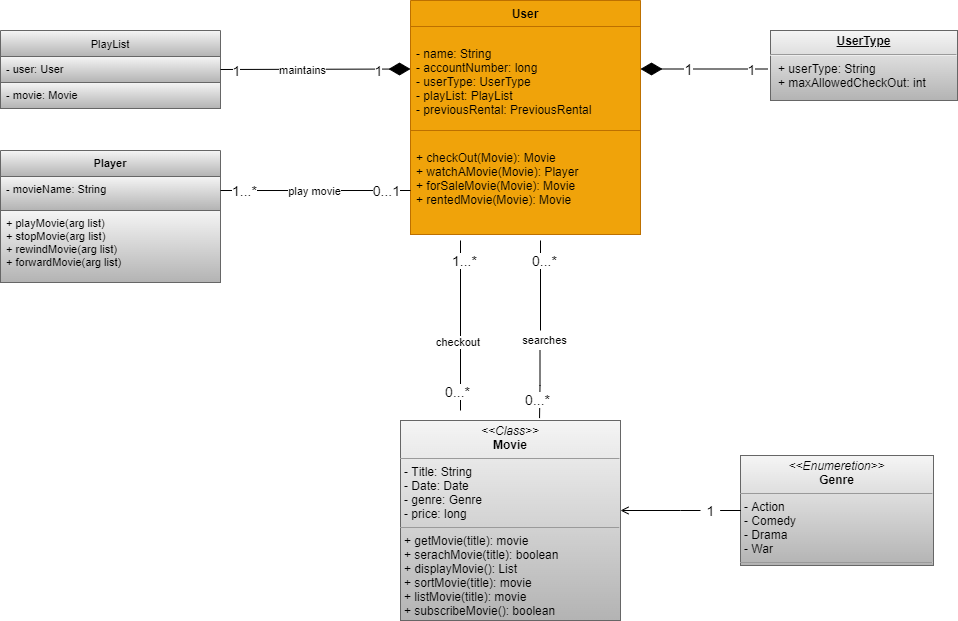 User
- name: String
- accountNumber: long
- userType: UserType
- playList: PlayList
- previousRental: PreviousRental
+ checkOut(Movie): Movie
+ watchAMovie(Movie): Player
+ forSaleMovie(Movie): Movie
+ rentedMovie(Movie): Movie
PlayList
- user: User
- movie: Movie
1 maintains 1
UserType
+ userType: String
+ maxAllowedCheckOut: int
1 1
Player
- movieName: String
+ playMovie(arg list)
+ stopMovie(arg list)
+ rewindMovie(arg list)
+ forwardMovie(arg list)
1...* play movie 0...1
1...* 0...*
checkout searches
0...* 0...*
<<Class>>
Movie
- Title: String
- Date: Date
- genre: Genre
- price: long
+ getMovie(title): movie
+ serachMovie(title): boolean
+ displayMovie(): List
+ sortMovie(title): movie
+ listMovie(title): movie
+ subscribeMovie(): boolean
1
<<Enumeretion>>
Genre
- Action
- Comedy
- Drama
- War